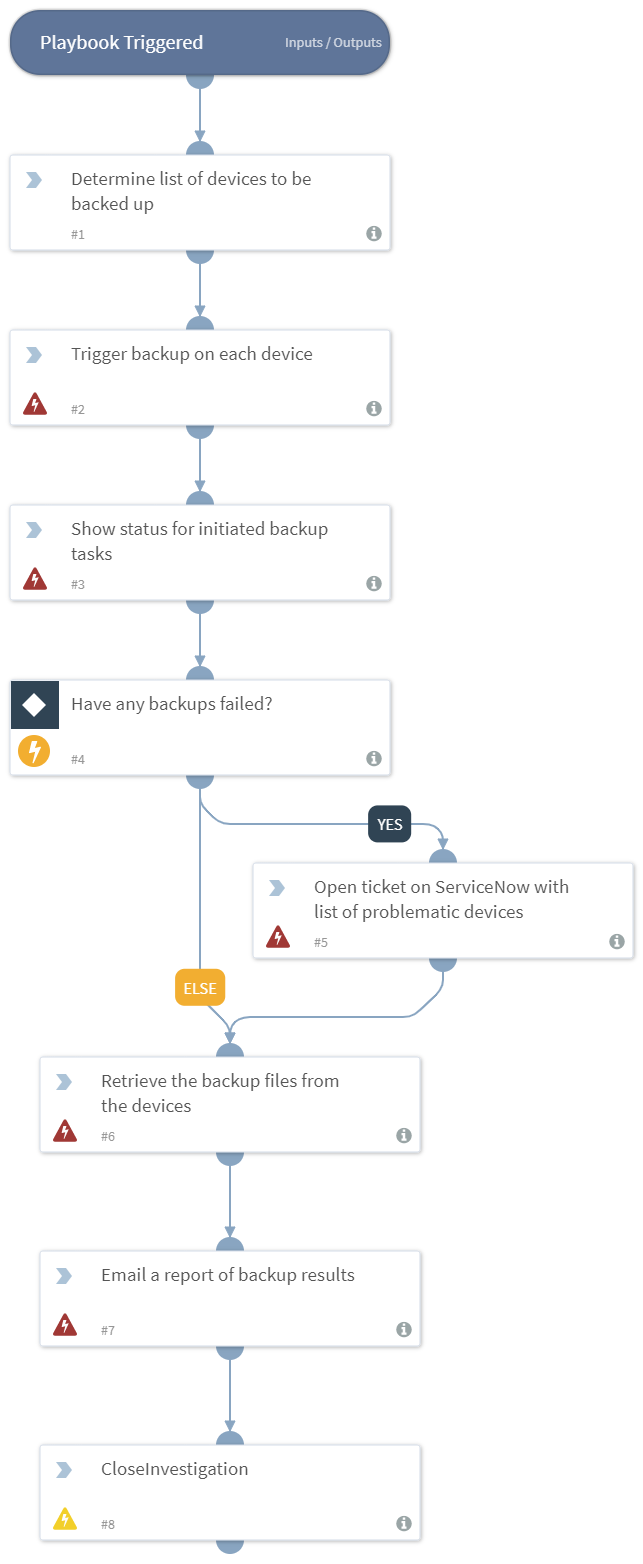 Playbook Triggered Inputs / Outputs
Determine list of devices to be
backed up
#1
Trigger backup on each device
#2
Show status for initiated backup
tasks
#3
Have any backups failed?
#4
YES
Open ticket on ServiceNow with
list of problematic devices
#5
ELSE
Retrieve the backup files from
the devices
#6
Email a report of backup results
#7
CloseInvestigation
#8